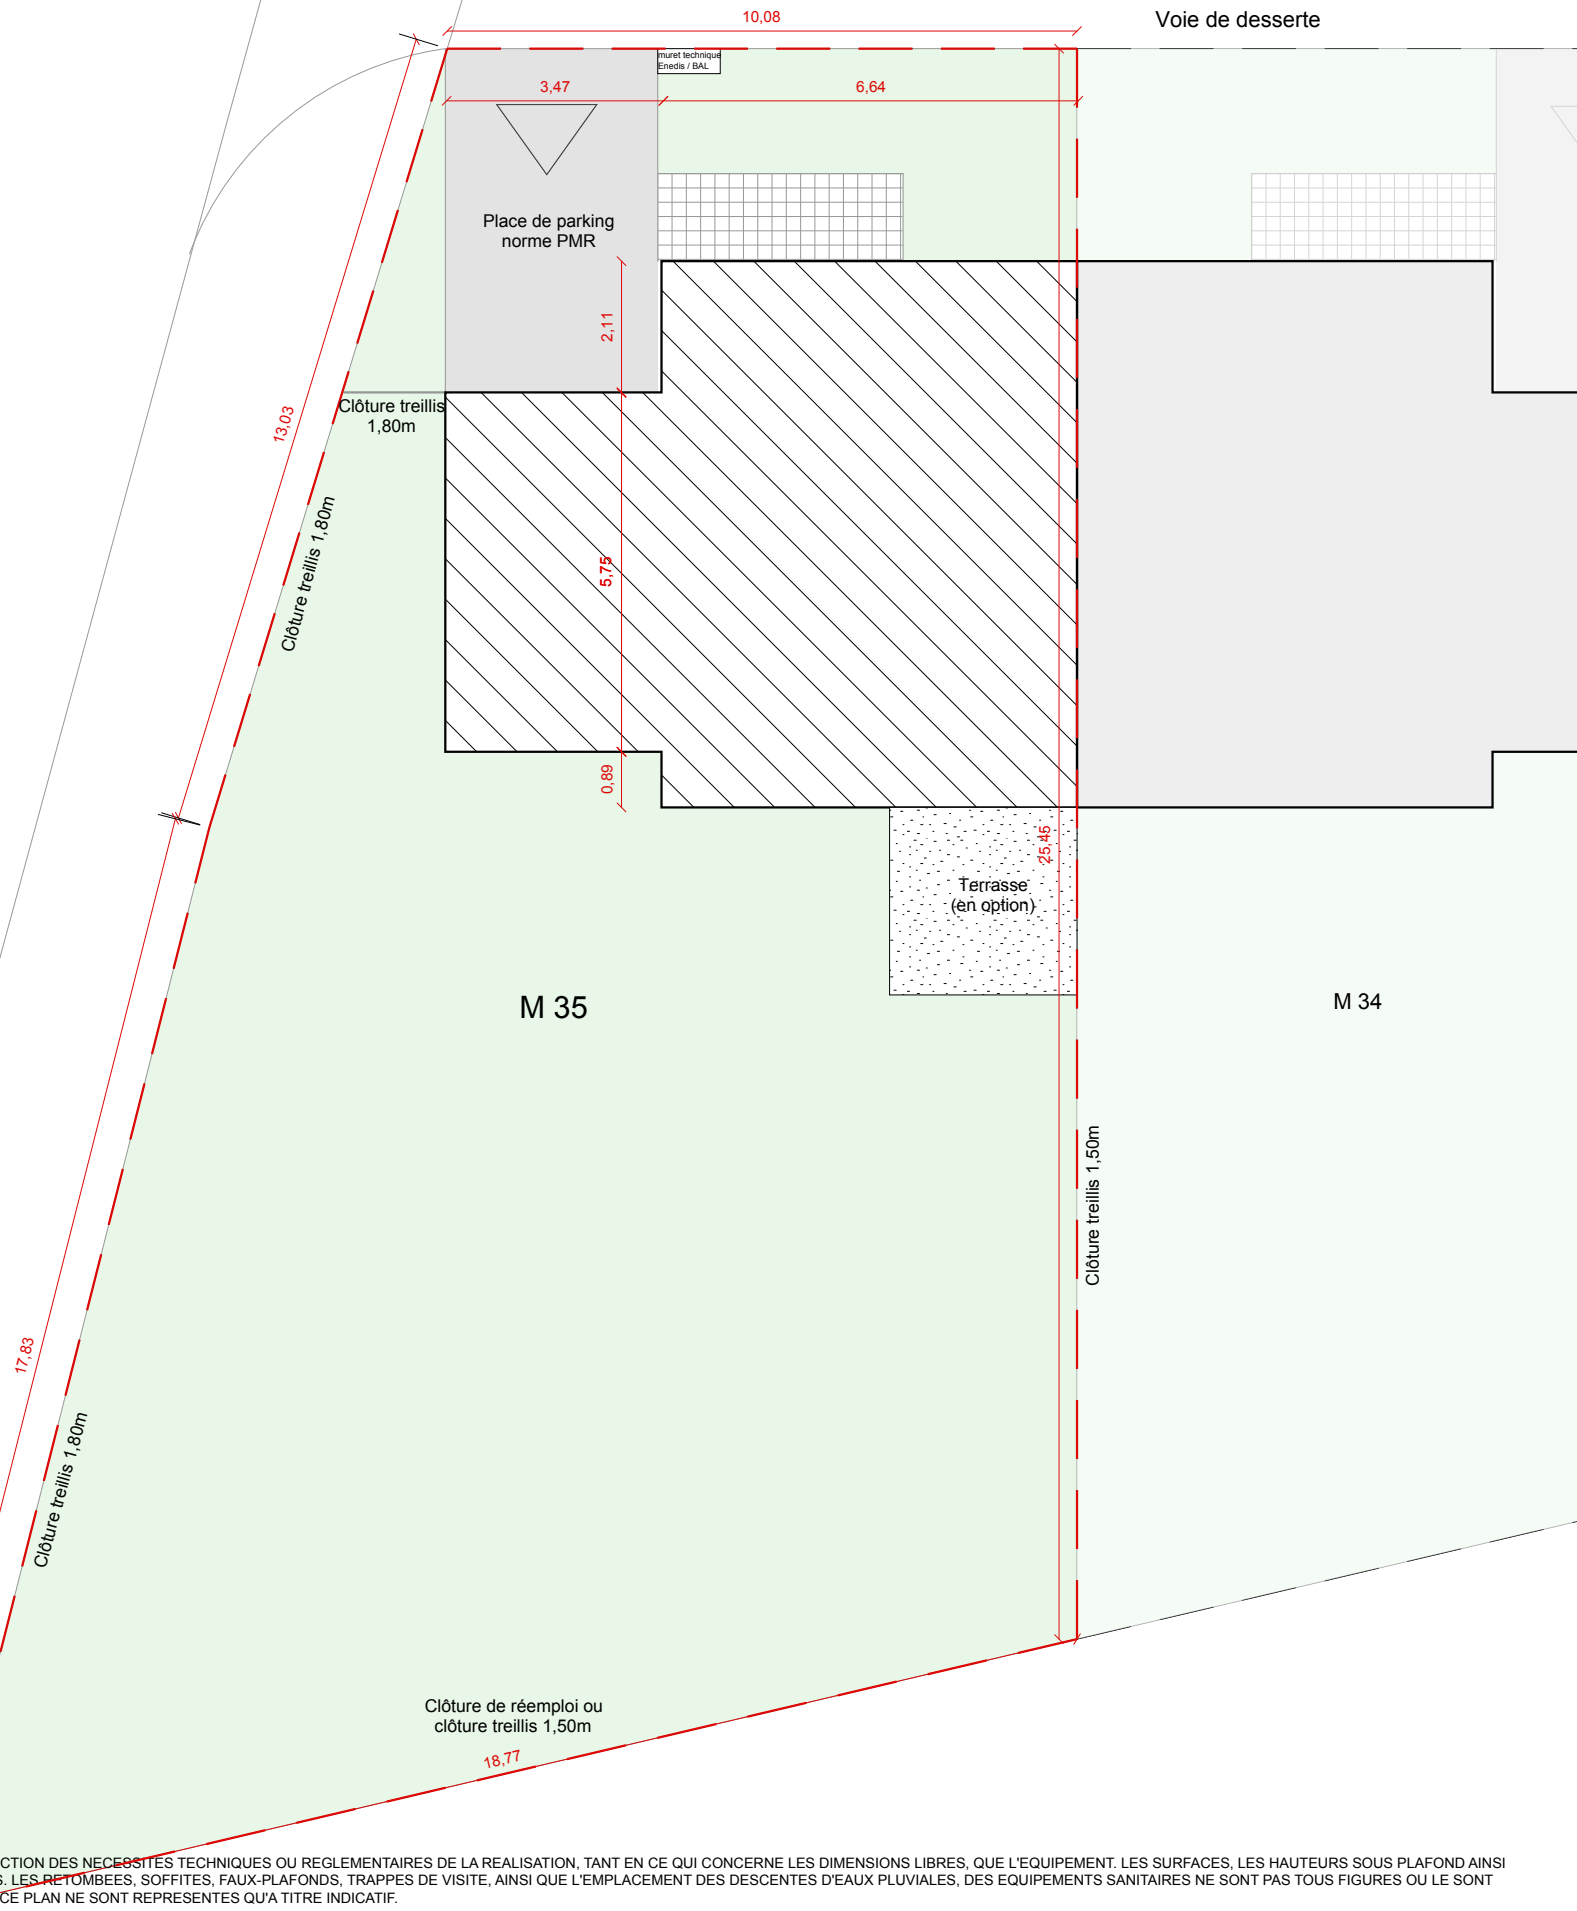 10,08
Voie de desserte
muret technique
Enedis / BAL
3,47
6,64
Place de parking
norme PMR
2,11
Clôture treillis
1,80m
13,03
Clôture treillis 1,80m
5,75
0,89
25,45
Terrasse
(en option)
M 35
M 34
Clôture treillis 1,50m
17,83
Clôture treillis 1,80m
Clôture de réemploi ou
clôture treillis 1,50m
18,77
CTION DES NECESSITES TECHNIQUES OU REGLEMENTAIRES DE LA REALISATION, TANT EN CE QUI CONCERNE LES DIMENSIONS LIBRES, QUE L'EQUIPEMENT. LES SURFACES, LES HAUTEURS SOUS PLAFOND AINSI
S. LES RETOMBEES, SOFFITES, FAUX-PLAFONDS, TRAPPES DE VISITE, AINSI QUE L'EMPLACEMENT DES DESCENTES D'EAUX PLUVIALES, DES EQUIPEMENTS SANITAIRES NE SONT PAS TOUS FIGURES OU LE SONT
CE PLAN NE SONT REPRESENTES QU'A TITRE INDICATIF.